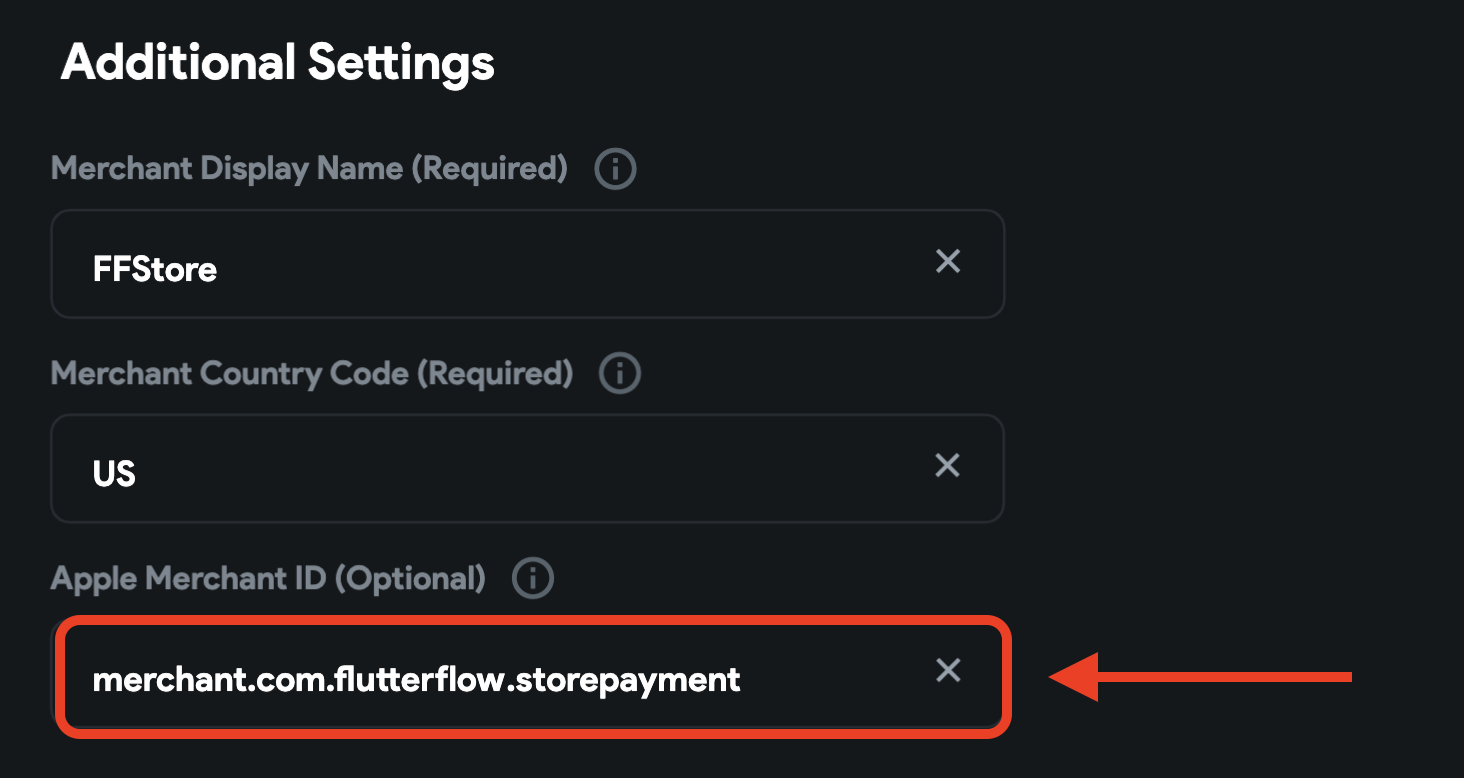 Additional Settings
Merchant Display Name (Required)
FFStore
Merchant Country Code (Required)
US
Apple Merchant ID (Optional)
merchant.com.flutterflow.storepayment